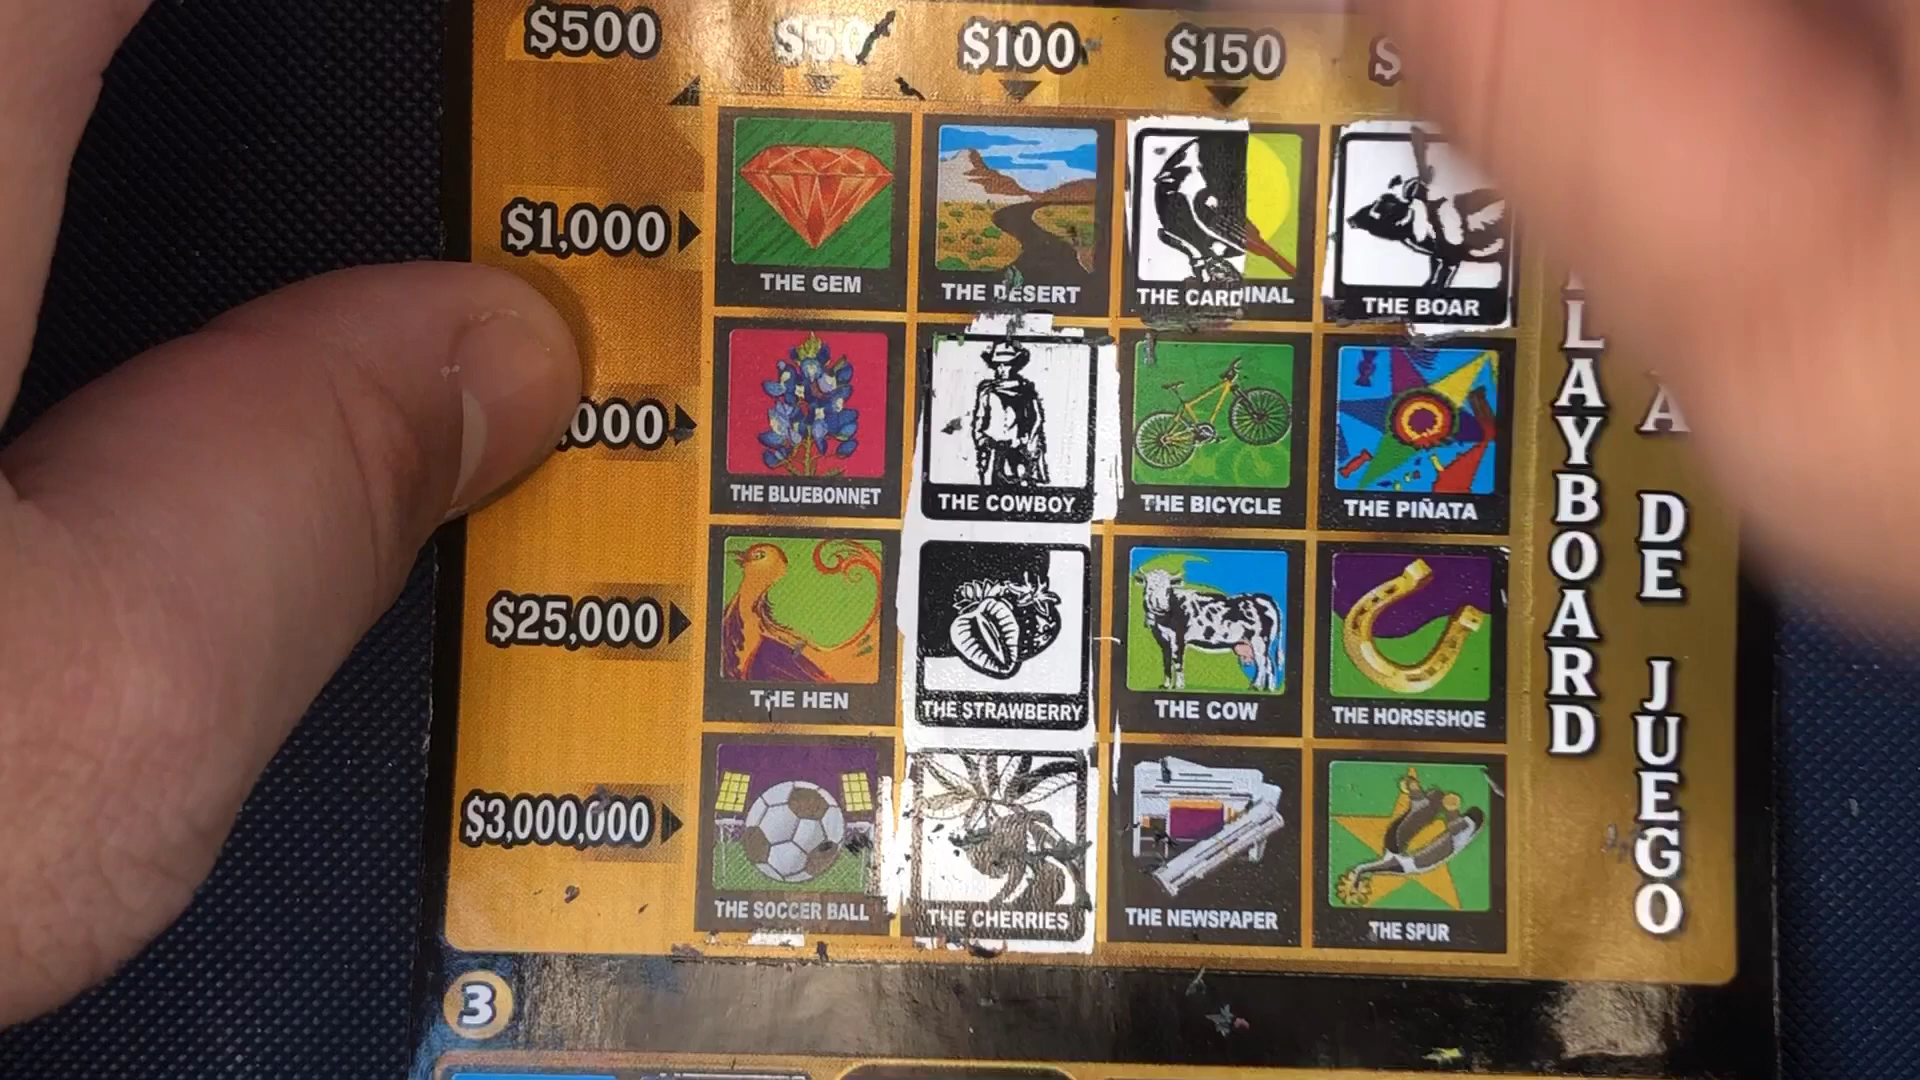 $500 $50 $100 $150 $
$1,000
THE GEM THE DESERT THE CARDINAL THE BOAR
,000
THE BLUEBONNET THE COWBOY THE BICYCLE THE PIÑATA
$25,000
THE HEN THE STRAWBERRY THE COW THE HORSESHOE
$3,000,000
THE SOCCER BALL THE CHERRIES THE NEWSPAPER THE SPUR
LAYBOARD
A DE JUEGO
3